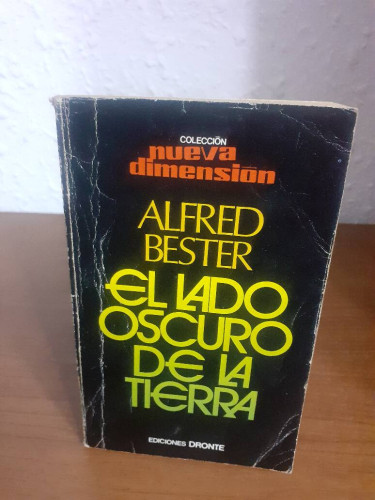 COLECCIÓN
nueva
dimensión
ALFRED
BESTER
EL LADO
OSCURO
DE LA
TIERRA
EDICIONES DRONTE